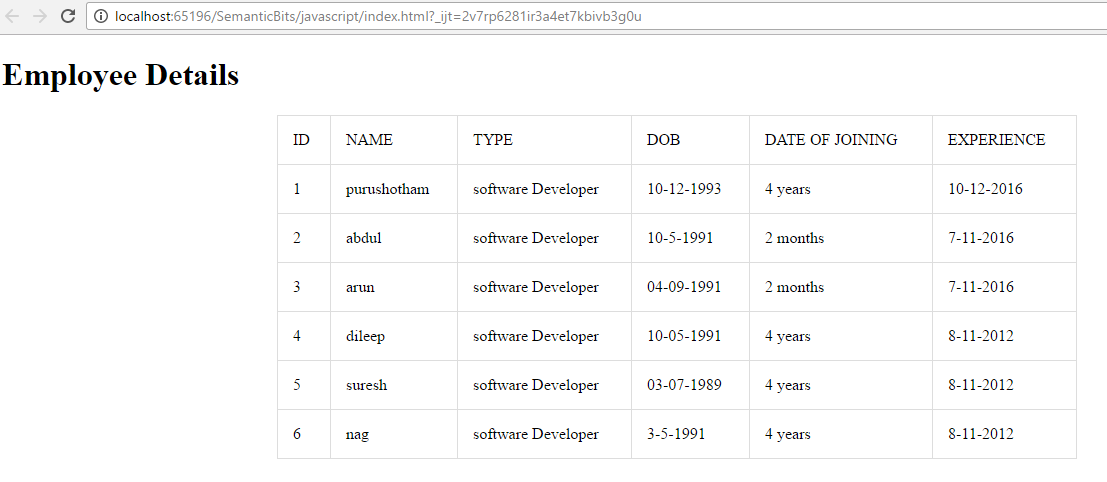 localhost:65196/SemanticBits/javascript/index.html?_ijt=2v7rp6281ir3a4et7kbivb3g0u
Employee Details
ID NAME TYPE DOB DATE OF JOINING EXPERIENCE
1 purushotham software Developer 10-12-1993 4 years 10-12-2016
2 abdul software Developer 10-5-1991 2 months 7-11-2016
3 arun software Developer 04-09-1991 2 months 7-11-2016
4 dileep software Developer 10-05-1991 4 years 8-11-2012
5 suresh software Developer 03-07-1989 4 years 8-11-2012
6 nag software Developer 3-5-1991 4 years 8-11-2012